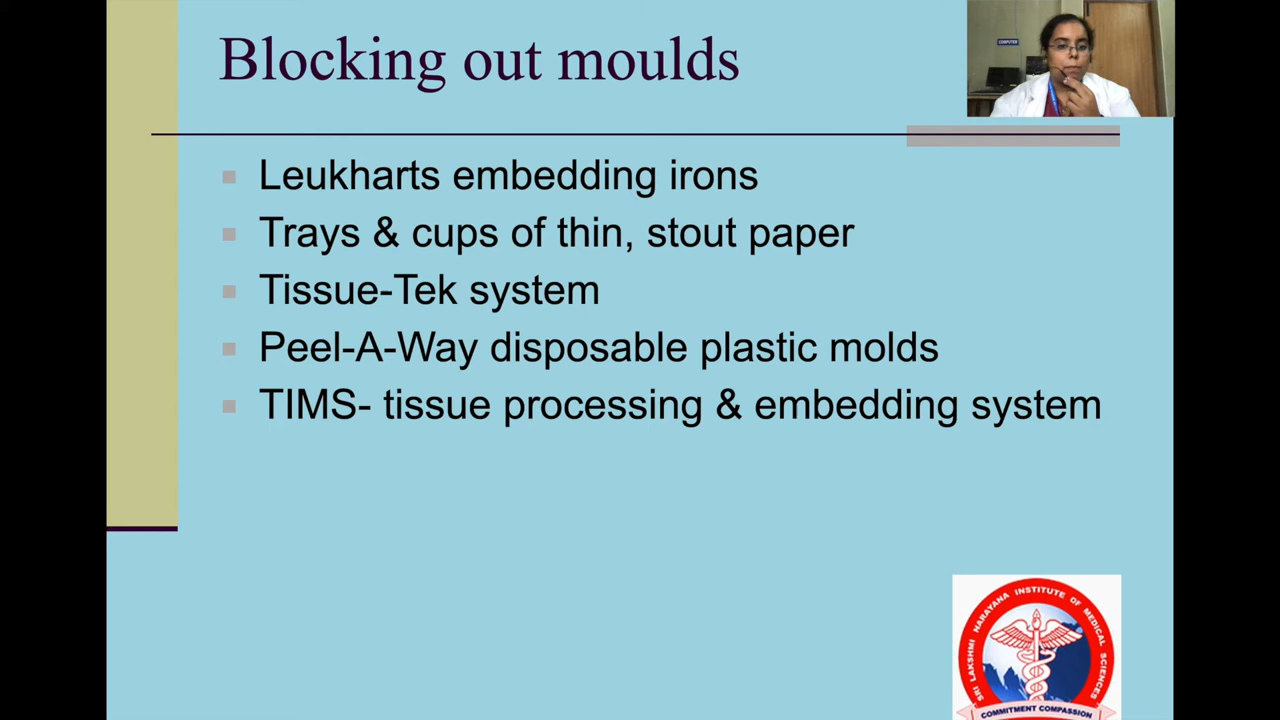 Blocking out moulds
COMPUTER
Leukharts embedding irons
Trays & cups of thin, stout paper
Tissue-Tek system
Peel-A-Way disposable plastic molds
TIMS- tissue processing & embedding system
SRI LAKSHMI NARAYANA INSTITUTE OF MEDICAL SCIENCES
COMMITMENT COMPASSION